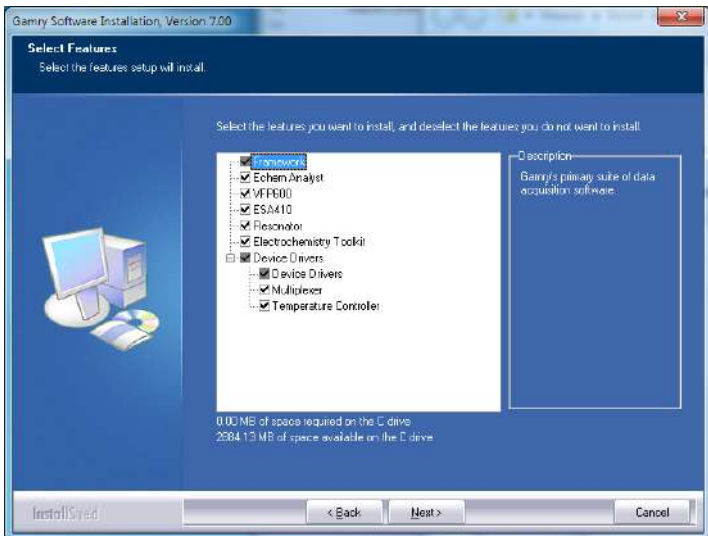 Gamry Software Installation, Version 7.00
Select Features
Select the features setup will install.
Select the features you want to install, and deselect the features you do not want to install.
Framework
Echem Analyst
VFP600
ESA410
Resonator
Electrochemistry Toolkit
Device Drivers
Device Drivers
Multiplexer
Temperature Controller
Description
Gamry's primary suite of data
acquisition software
0.00 MB of space required on the C drive
2884.13 MB of space available on the C drive
InstallShield
< Back
Next >
Cancel